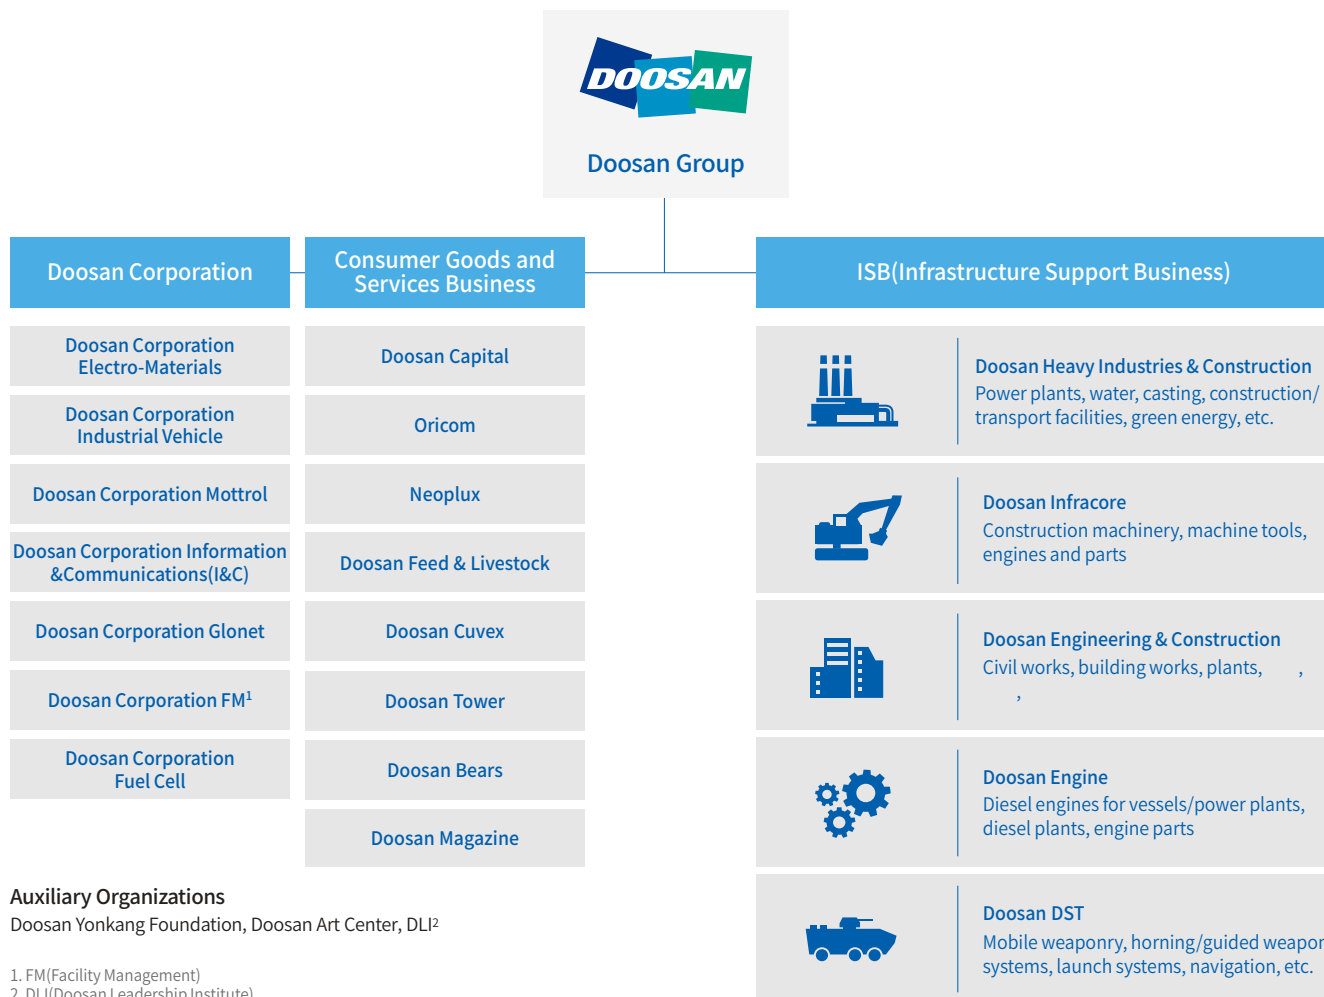 DOOSAN
Doosan Group
Doosan Corporation
Doosan Corporation
Electro-Materials
Doosan Corporation
Industrial Vehicle
Doosan Corporation Mottrol
Doosan Corporation Information
&Communications(I&C)
Doosan Corporation Glonet
Doosan Corporation FM1
Doosan Corporation
Fuel Cell
Consumer Goods and
Services Business
Doosan Capital
Oricom
Neoplux
Doosan Feed & Livestock
Doosan Cuvex
Doosan Tower
Doosan Bears
Doosan Magazine
ISB(Infrastructure Support Business)
Doosan Heavy Industries & Construction
Power plants, water, casting, construction/
transport facilities, green energy, etc.
Doosan Infracore
Construction machinery, machine tools,
engines and parts
Doosan Engineering & Construction
Civil works, building works, plants, ,
,
Doosan Engine
Diesel engines for vessels/power plants,
diesel plants, engine parts
Doosan DST
Mobile weaponry, horning/guided weapon
systems, launch systems, navigation, etc.
Auxiliary Organizations
Doosan Yonkang Foundation, Doosan Art Center, DLI2
1. FM(Facility Management)
2. DLI(Doosan Leadership Institute)